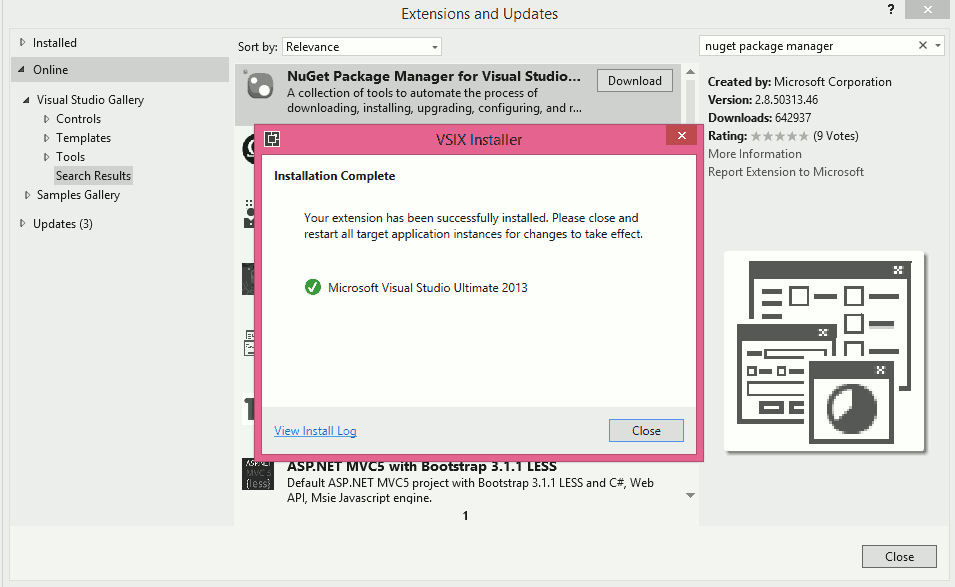 Extensions and Updates
?
Installed
Online
Visual Studio Gallery
Controls
Templates
Tools
Search Results
Samples Gallery
Updates (3)
Sort by: Relevance
NuGet Package Manager for Visual Studio...
A collection of tools to automate the process of
downloading, installing, upgrading, configuring, and r...
Download
VSIX Installer
Installation Complete
Your extension has been successfully installed. Please close and
restart all target application instances for changes to take effect.
Microsoft Visual Studio Ultimate 2013
View Install Log
Close
ASP.NET
MVC 5
{less}
ASP.NET MVC5 with Bootstrap 3.1.1 LESS
Default ASP.NET MVC5 project with Bootstrap 3.1.1 LESS and C#, Web
API, Msie Javascript engine.
1
nuget package manager
Created by: Microsoft Corporation
Version: 2.8.50313.46
Downloads: 642937
Rating: (9 Votes)
More Information
Report Extension to Microsoft
Close